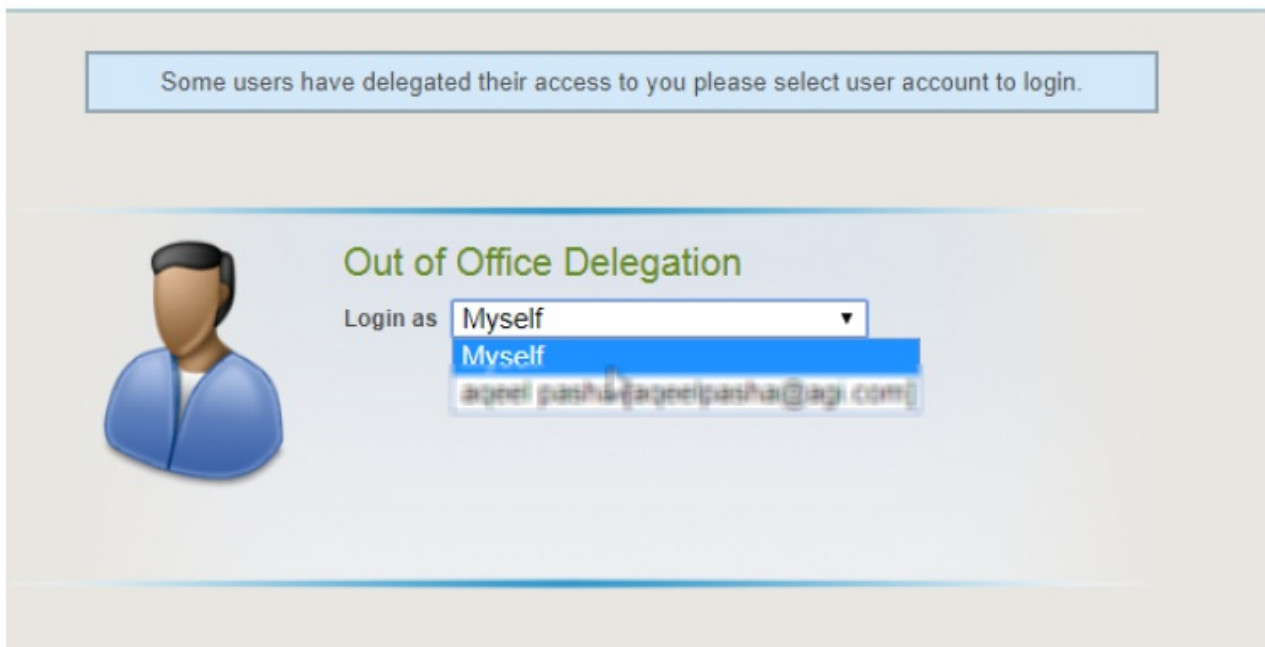 Some users have delegated their access to you please select user account to login.
Out of Office Delegation
Login as Myself
Myself